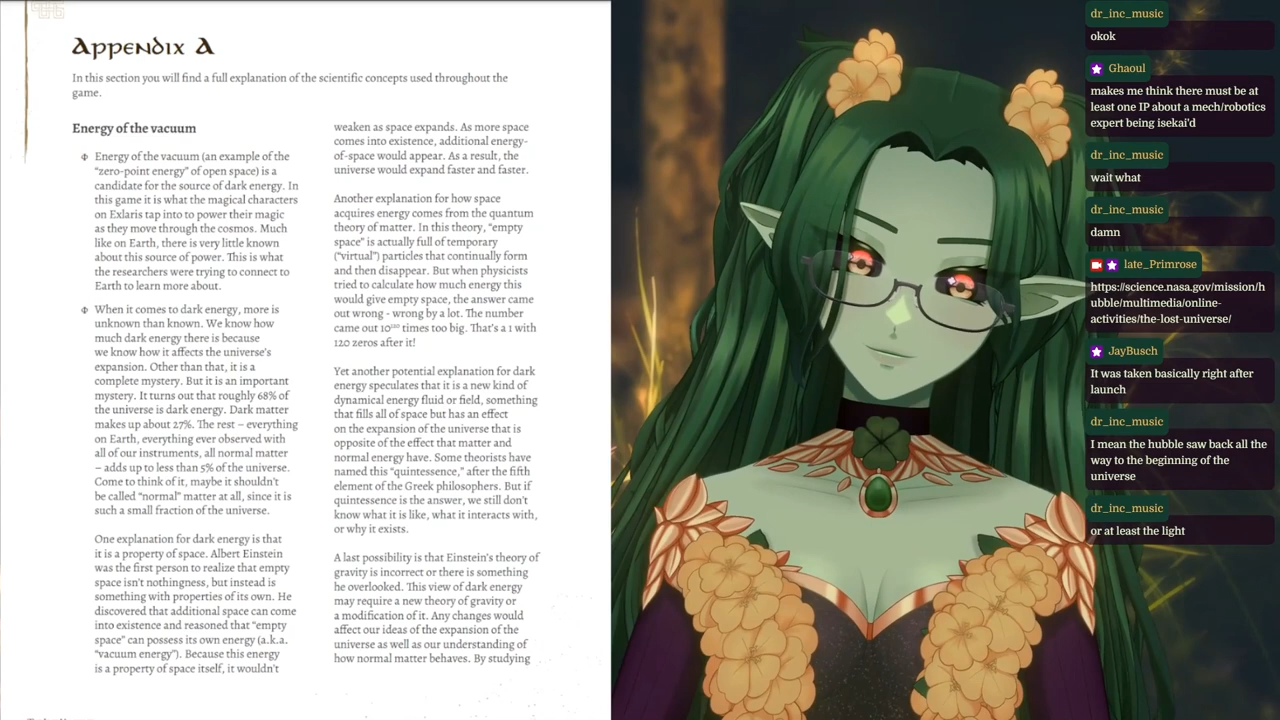 Appendix A
In this section you will find a full explanation of the scientific concepts used throughout the
game.
Energy of the vacuum
Energy of the vacuum (an example of the
“zero-point energy” of open space) is a
candidate for the source of dark energy. In
this game it is what the magical characters
on Exlaris tap into to power their magic
as they move through the cosmos. Much
like on Earth, there is very little known
about this source of power. This is what
the researchers were trying to connect to
Earth to learn more about.
When it comes to dark energy, more is
unknown than known. We know how
much dark energy there is because
we know how it affects the universe’s
expansion. Other than that, it is a
complete mystery. But it is an important
mystery. It turns out that roughly 68% of
the universe is dark energy. Dark matter
makes up about 27%. The rest – everything
on Earth, everything ever observed with
all of our instruments, all normal matter
– adds up to less than 5% of the universe.
Come to think of it, maybe it shouldn’t
be called “normal” matter at all, since it is
such a small fraction of the universe.
One explanation for dark energy is that
it is a property of space. Albert Einstein
was the first person to realize that empty
space isn’t nothingness, but instead is
something with properties of its own. He
discovered that additional space can come
into existence and reasoned that “empty
space” can possess its own energy (a.k.a.
“vacuum energy”). Because this energy
is a property of space itself, it wouldn’t
weaken as space expands. As more space
comes into existence, additional energy-
of-space would appear. As a result, the
universe would expand faster and faster.
Another explanation for how space
acquires energy comes from the quantum
theory of matter. In this theory, “empty
space” is actually full of temporary
(“virtual”) particles that continually form
and then disappear. But when physicists
tried to calculate how much energy this
would give empty space, the answer came
out wrong - wrong by a lot. The number
came out 10¹²⁰ times too big. That’s a 1 with
120 zeros after it!
Yet another potential explanation for dark
energy speculates that it is a new kind of
dynamical energy fluid or field, something
that fills all of space but has an effect
on the expansion of the universe that is
opposite of the effect that matter and
normal energy have. Some theorists have
named this “quintessence,” after the fifth
element of the Greek philosophers. But if
quintessence is the answer, we still don’t
know what it is like, what it interacts with,
or why it exists.
A last possibility is that Einstein’s theory of
gravity is incorrect or there is something
he overlooked. This view of dark energy
may require a new theory of gravity or
a modification of it. Any changes would
affect our ideas of the expansion of the
universe as well as our understanding of
how normal matter behaves. By studying
dr_inc_music
okok
Ghaoul
makes me think there must be at
least one IP about a mech/robotics
expert being isekai'd
dr_inc_music
wait what
dr_inc_music
damn
late_Primrose
https://science.nasa.gov/mission/h
ubble/multimedia/online-
activities/the-lost-universe/
JayBusch
It was taken basically right after
launch
dr_inc_music
I mean the hubble saw back all the
way to the beginning of the
universe
dr_inc_music
or at least the light